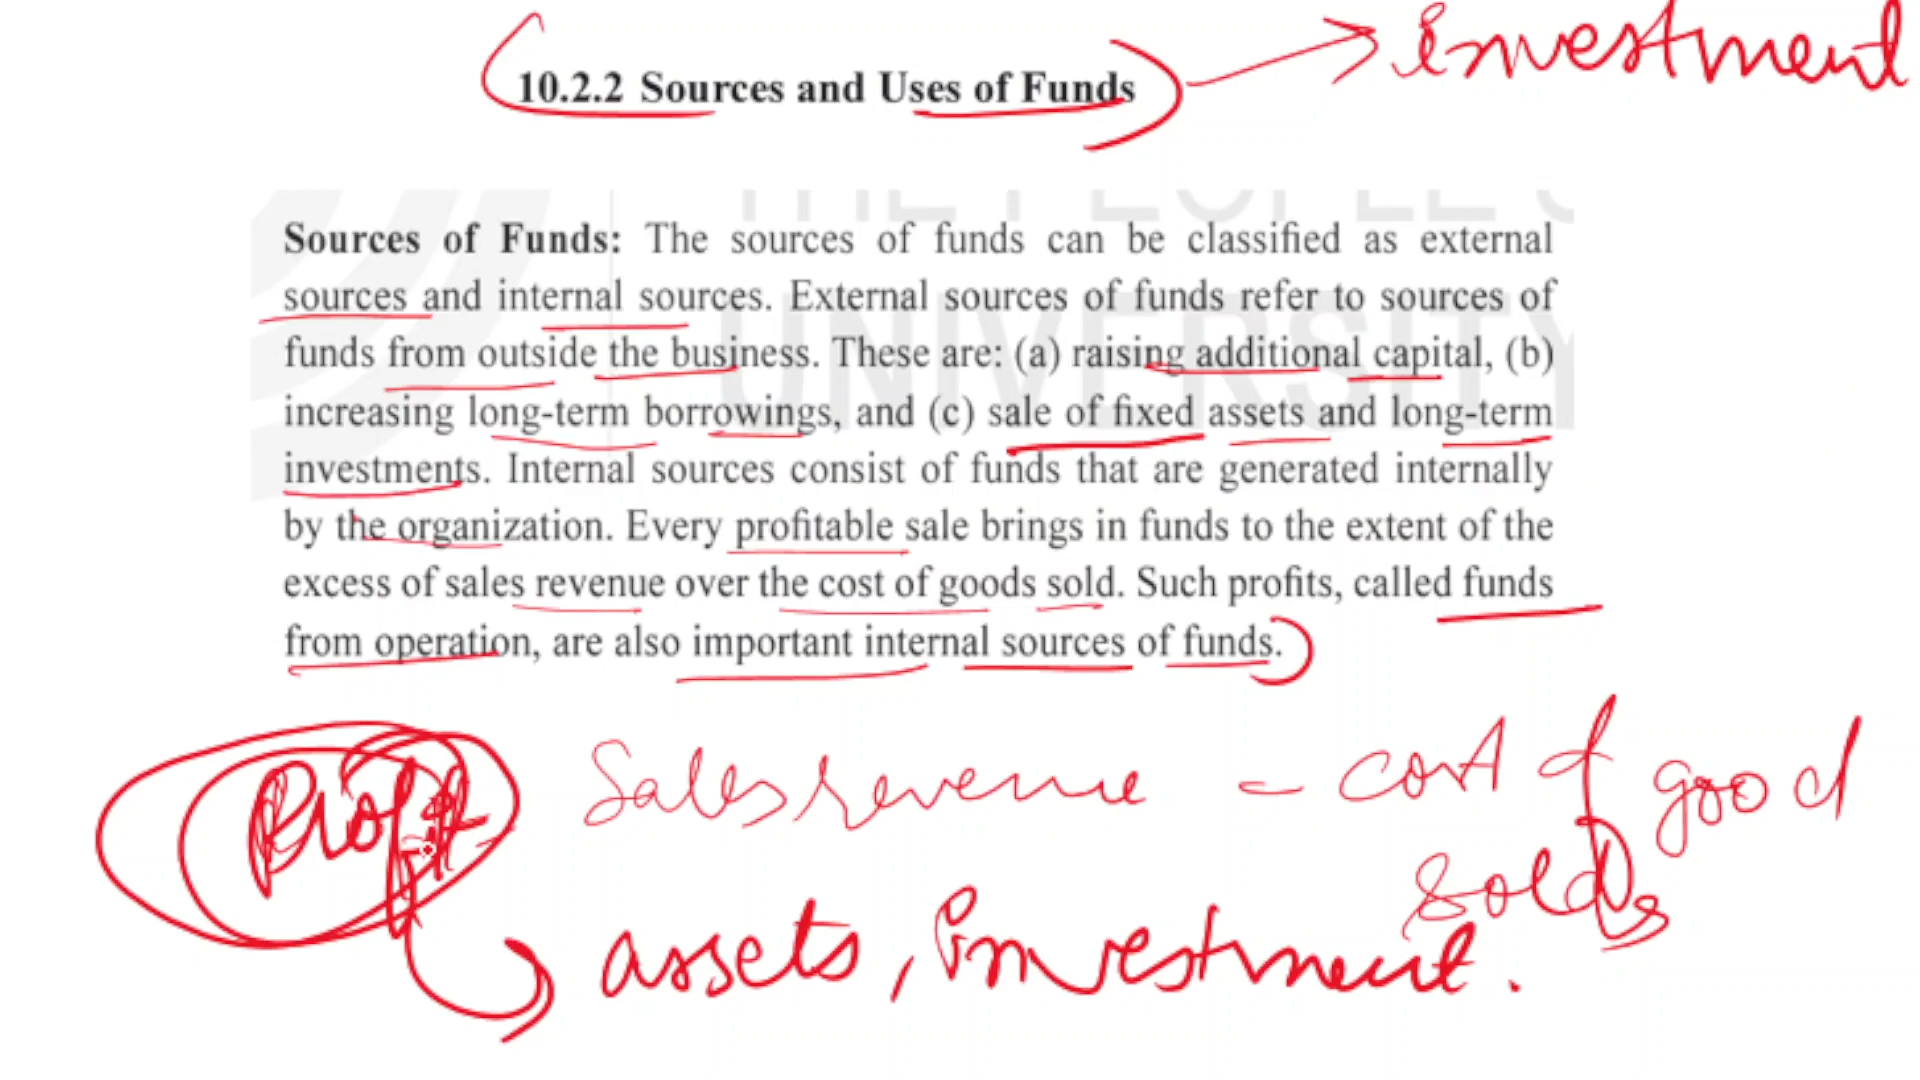 investment
10.2.2 Sources and Uses of Funds
THE PEOPLE'S
UNIVERSITY
Sources of Funds: The sources of funds can be classified as external
sources and internal sources. External sources of funds refer to sources of
funds from outside the business. These are: (a) raising additional capital, (b)
increasing long-term borrowings, and (c) sale of fixed assets and long-term
investments. Internal sources consist of funds that are generated internally
by the organization. Every profitable sale brings in funds to the extent of the
excess of sales revenue over the cost of goods sold. Such profits, called funds
from operation, are also important internal sources of funds.
Profit Sales revenue - cost of good
solds
assets, investment.